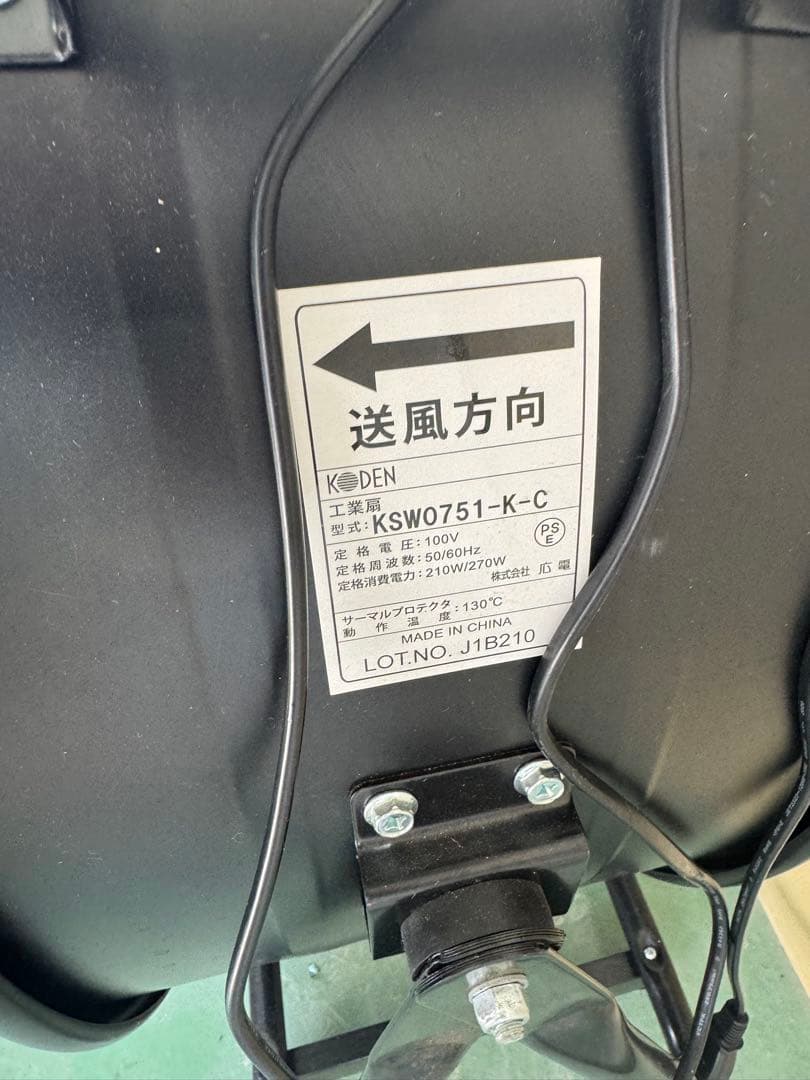 送風方向
KODEN
工業扇
型式:KSW0751-K-C
PS
E
定格電圧:100V
定格周波数:50/60Hz
定格消費電力:210W/270W
株式会社 広電
サーマルプロテクタ:130℃
動作温度
MADE IN CHINA
LOT.NO. J1B210